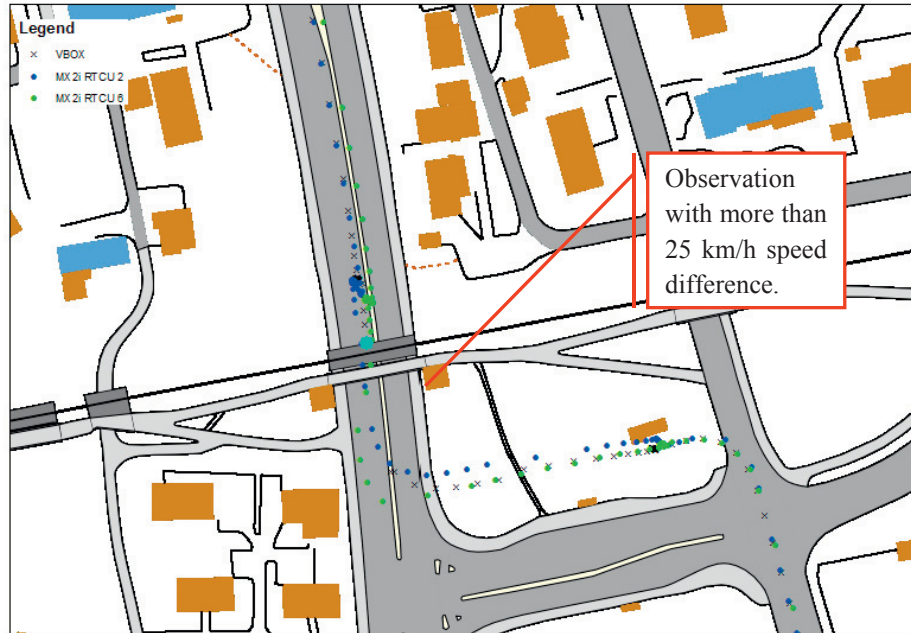 Legend
VBOX
MX 2i RTCU 2
MX 2i RTCU 6
Observation
with more than
25 km/h speed
difference.